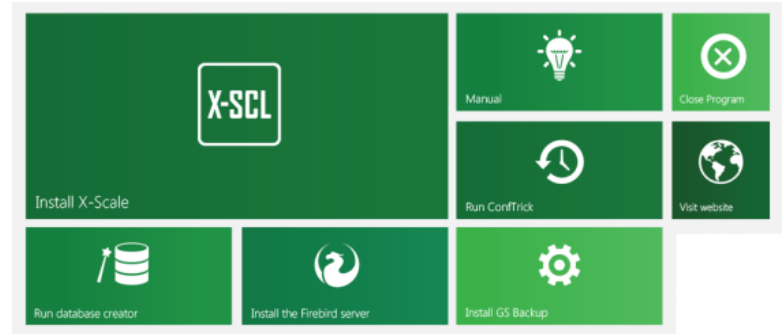 X-SCL
Install X-Scale
Manual
Close Program
Run ConfTrick
Visit website
Run database creator
Install the Firebird server
Install GS Backup